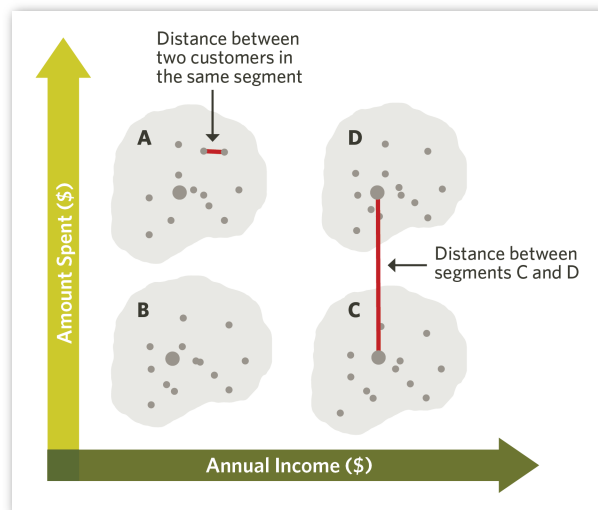 Distance between
two customers in
the same segment
A
D
Amount Spent ($)
Distance between
segments C and D
B
C
Annual Income ($)